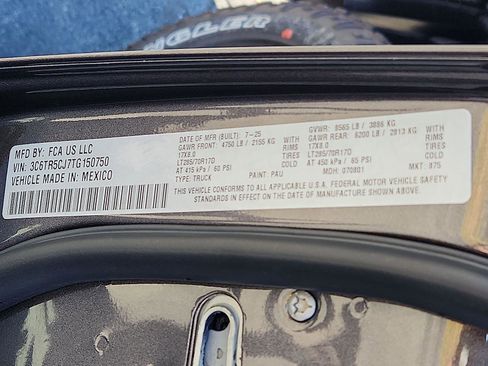 MFD BY: FCA US LLC
VIN: 3C6TR5CJ7TG150750
VEHICLE MADE IN: MEXICO
DATE OF MFR (BUILT): 7-25
GAWR FRONT: 4750 LB / 2155 KG WITH
17X8.0 RIMS
LT285/70R17D TIRES
AT 415 kPa / 60 PSI COLD
TYPE: TRUCK PAINT: PAU
GVWR: 8565 LB / 3886 KG
GAWR REAR: 6200 LB / 2813 KG WITH
17X8.0 RIMS
LT285/70R17D TIRES
AT 450 kPa / 65 PSI COLD
MDH: 070801 MKT: #75
THIS VEHICLE CONFORMS TO ALL APPLICABLE U.S.A. FEDERAL MOTOR VEHICLE SAFETY
STANDARDS IN EFFECT ON THE DATE OF MANUFACTURE SHOWN ABOVE.